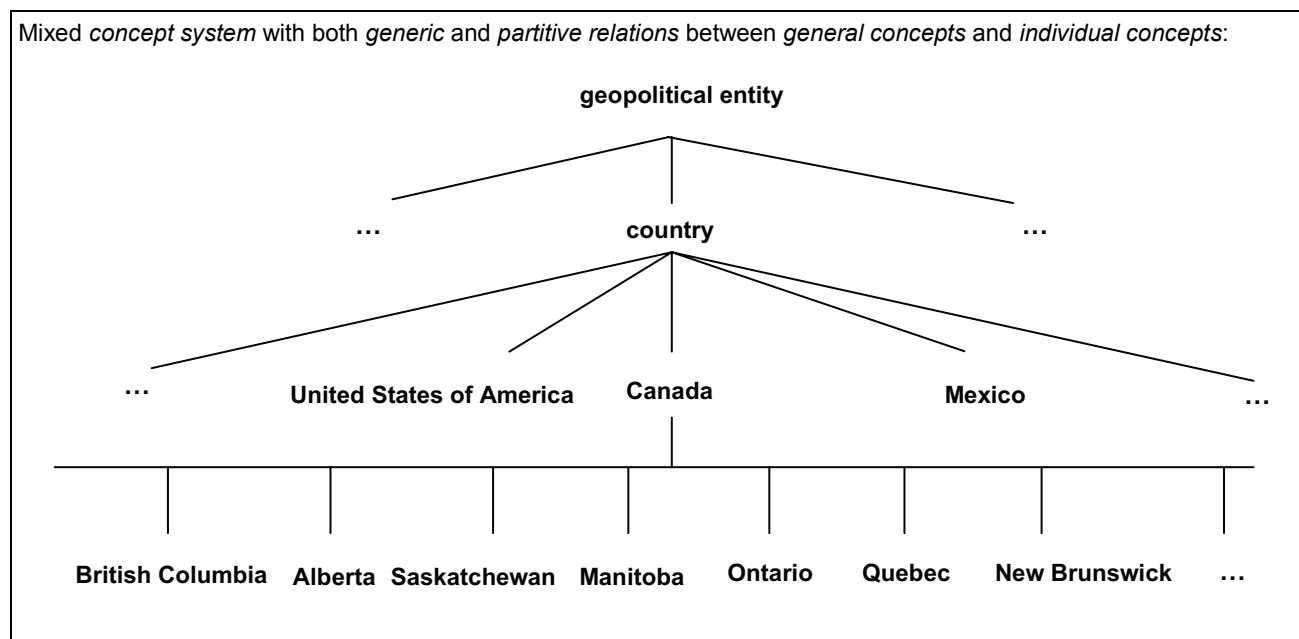 Mixed concept system with both generic and partitive relations between general concepts and individual concepts:
geopolitical entity
... country ...
... United States of America Canada Mexico ...
British Columbia Alberta Saskatchewan Manitoba Ontario Quebec New Brunswick ...